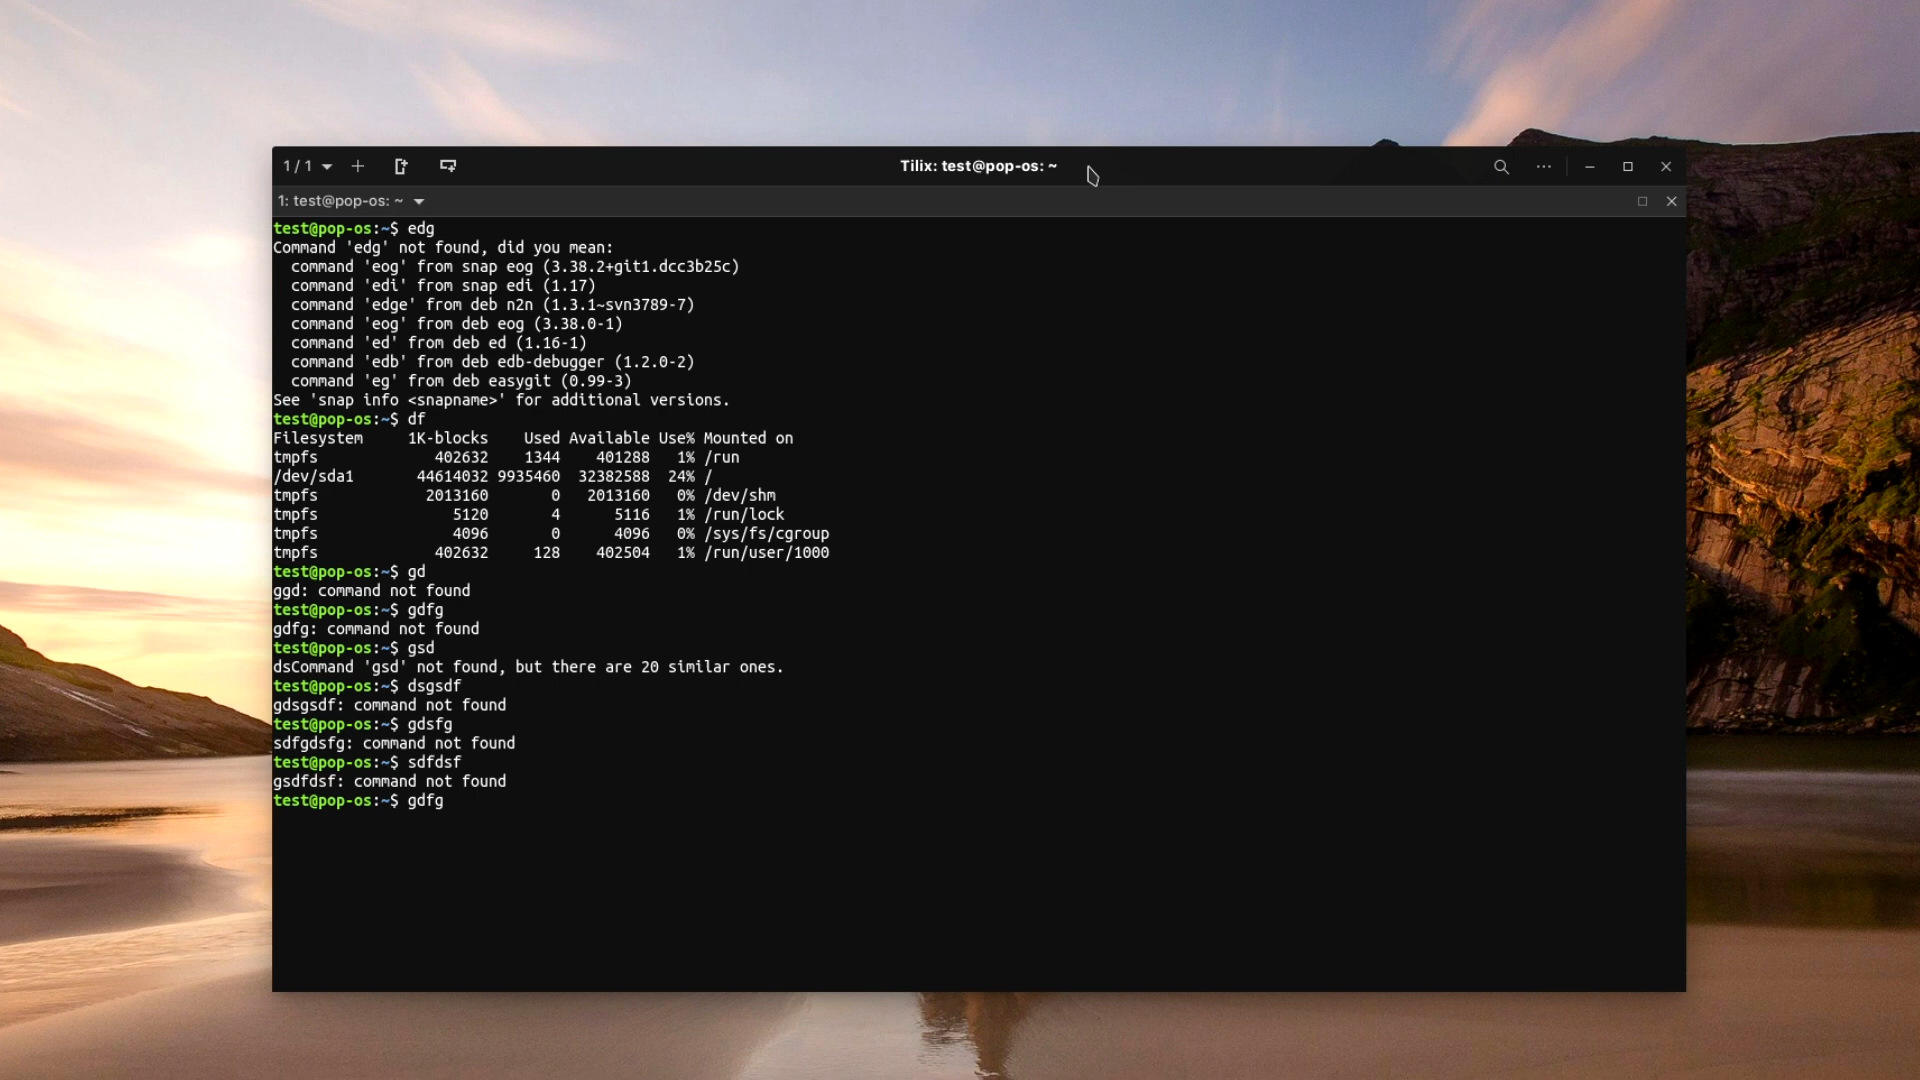 1 / 1
Tilix: test@pop-os: ~
1: test@pop-os: ~
test@pop-os:~$ edg
Command 'edg' not found, did you mean:
  command 'eog' from snap eog (3.38.2+git1.dcc3b25c)
  command 'edi' from snap edi (1.17)
  command 'edge' from deb n2n (1.3.1~svn3789-7)
  command 'eog' from deb eog (3.38.0-1)
  command 'ed' from deb ed (1.16-1)
  command 'edb' from deb edb-debugger (1.2.0-2)
  command 'eg' from deb easygit (0.99-3)
See 'snap info <snapname>' for additional versions.
test@pop-os:~$ df
Filesystem     1K-blocks    Used Available Use% Mounted on
tmpfs             402632    1344    401288   1% /run
/dev/sda1       44614032 9935460  32382588  24% /
tmpfs            2013160       0   2013160   0% /dev/shm
tmpfs               5120       4      5116   1% /run/lock
tmpfs               4096       0      4096   0% /sys/fs/cgroup
tmpfs             402632     128    402504   1% /run/user/1000
test@pop-os:~$ gd
ggd: command not found
test@pop-os:~$ gdfg
gdfg: command not found
test@pop-os:~$ gsd
dsCommand 'gsd' not found, but there are 20 similar ones.
test@pop-os:~$ dsgsdf
gdsgsdf: command not found
test@pop-os:~$ gdsfg
sdfgdsfg: command not found
test@pop-os:~$ sdfdsf
gsdfdsf: command not found
test@pop-os:~$ gdfg